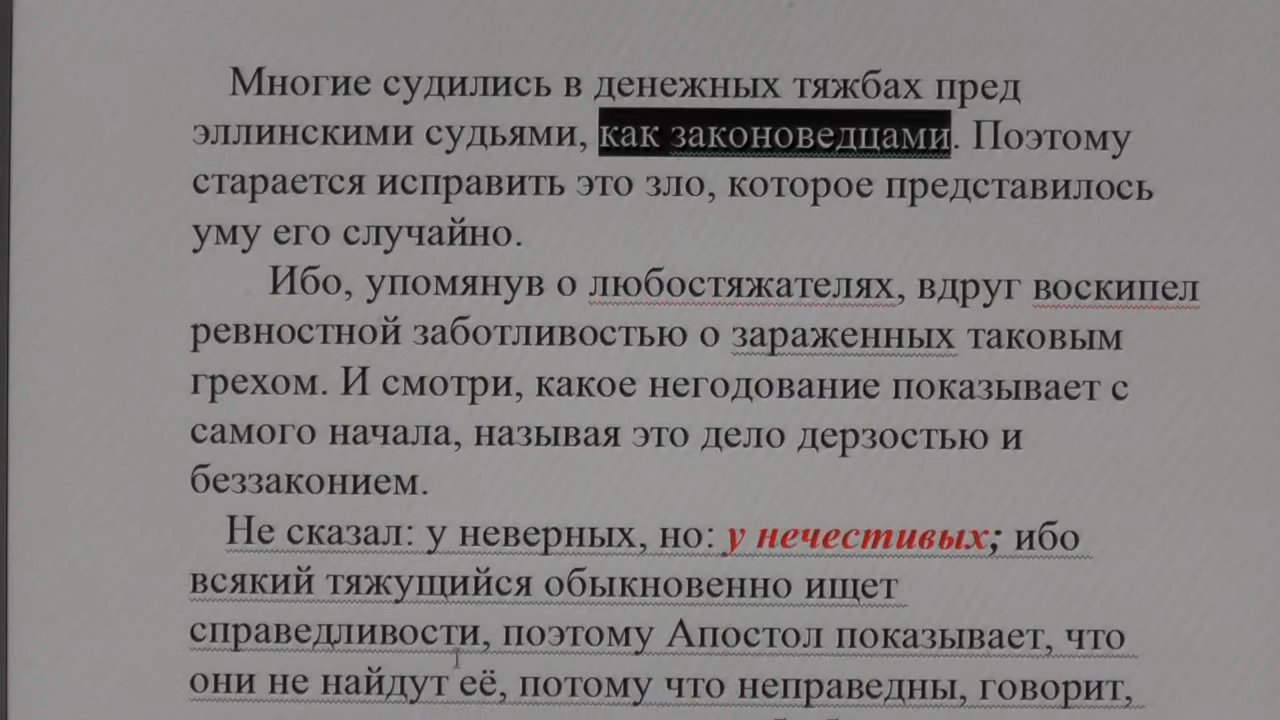 Многие судились в денежных тяжбах пред
эллинскими судьями, как законоведцами. Поэтому
старается исправить это зло, которое представилось
уму его случайно.
Ибо, упомянув о любостяжателях, вдруг воскипел
ревностной заботливостью о зараженных таковым
грехом. И смотри, какое негодование показывает с
самого начала, называя это дело дерзостью и
беззаконием.
Не сказал: у неверных, но: у нечестивых; ибо
всякий тяжущийся обыкновенно ищет
справедливости, поэтому Апостол показывает, что
они не найдут её, потому что неправедны, говорит,